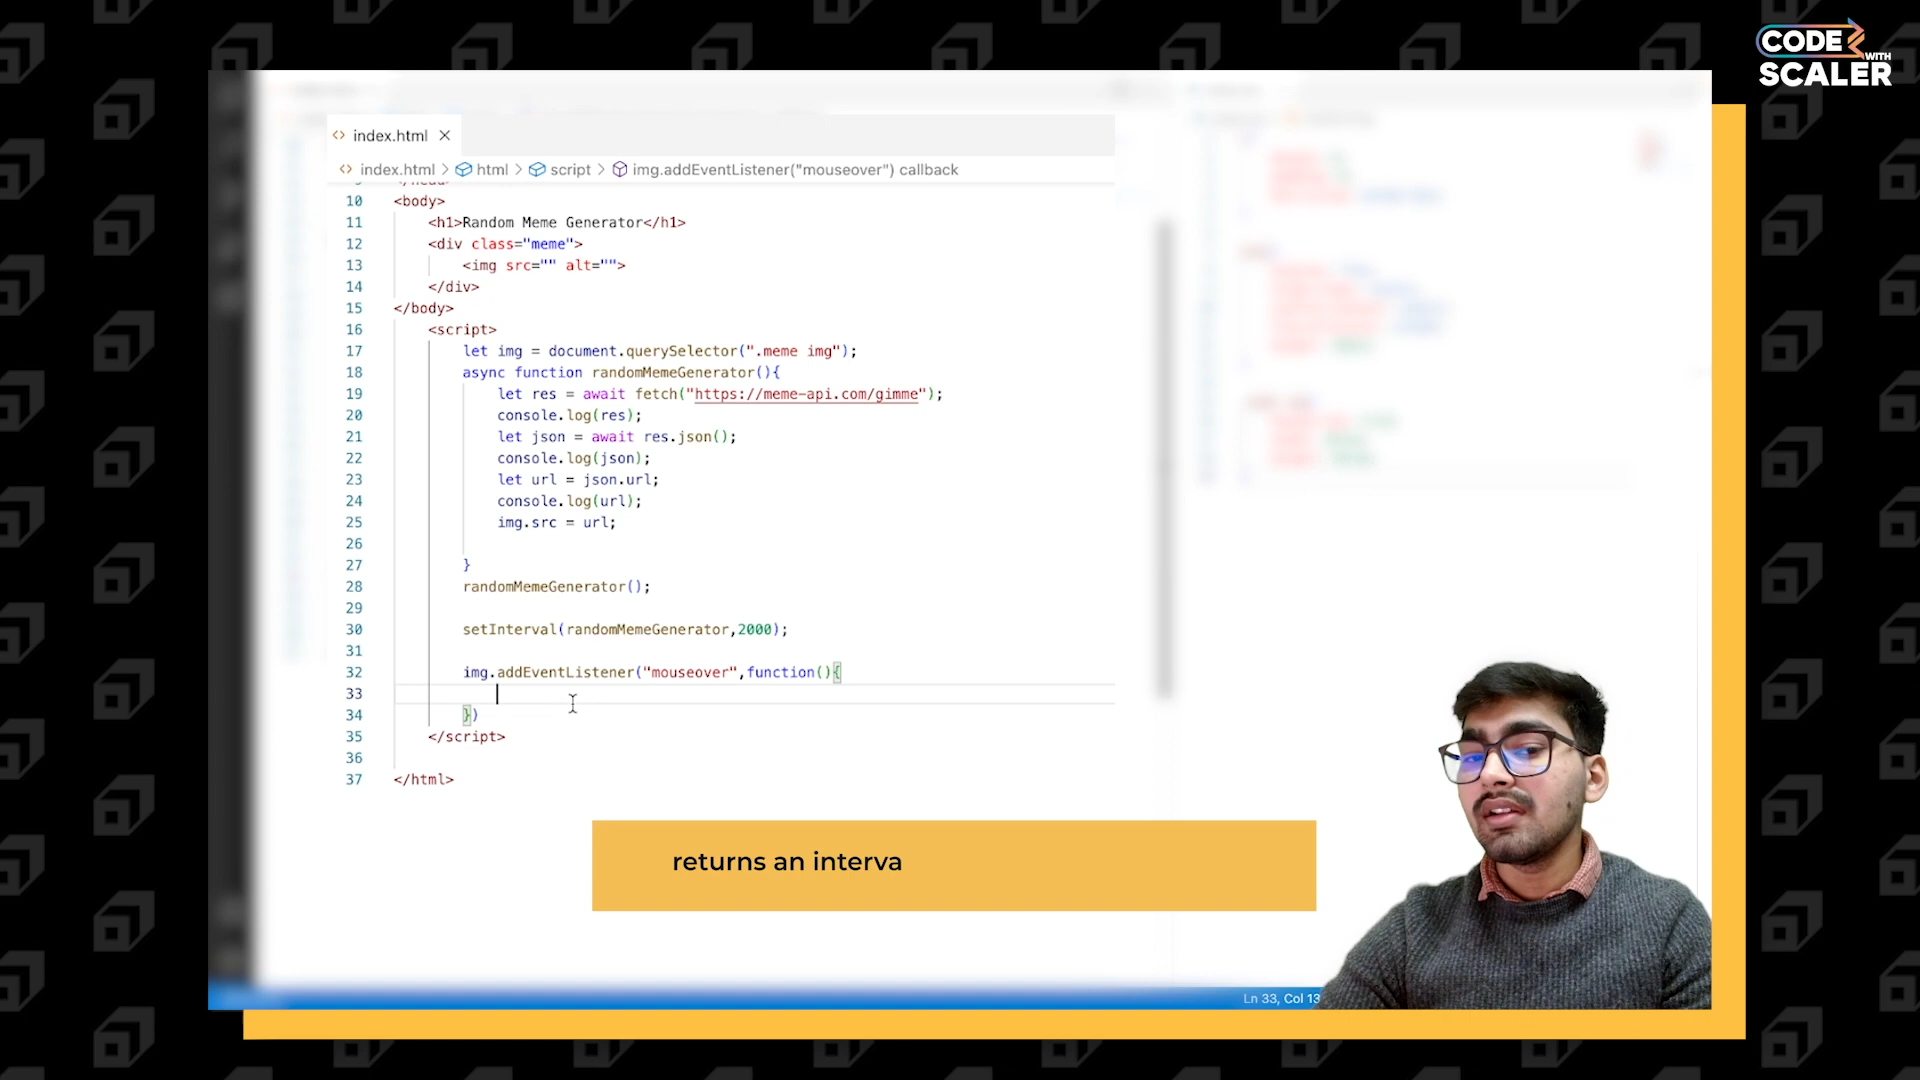 CODE
WITH
SCALER
index.html
index.html html script img.addEventListener("mouseover") callback
10 <body>
11 <h1>Random Meme Generator</h1>
12 <div class="meme">
13 <img src="" alt="">
14 </div>
15 </body>
16 <script>
17 let img = document.querySelector(".meme img");
18 async function randomMemeGenerator(){
19 let res = await fetch("https://meme-api.com/gimme");
20 console.log(res);
21 let json = await res.json();
22 console.log(json);
23 let url = json.url;
24 console.log(url);
25 img.src = url;
26
27 }
28 randomMemeGenerator();
29
30 setInterval(randomMemeGenerator,2000);
31
32 img.addEventListener("mouseover",function(){
33
34 })
35 </script>
36
37 </html>
returns an interva
Ln 33, Col 13